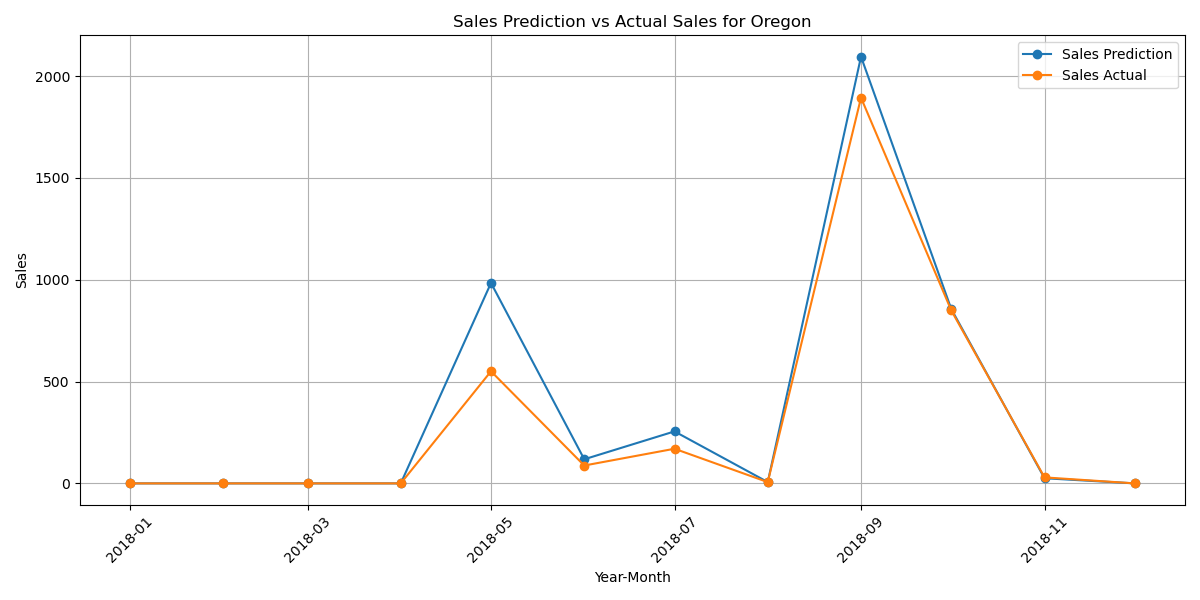 Sales Prediction vs Actual Sales for Oregon
Sales Prediction
Sales Actual
2000
1500
1000
500
0
Sales
2018-01
2018-03
2018-05
2018-07
2018-09
2018-11
Year-Month